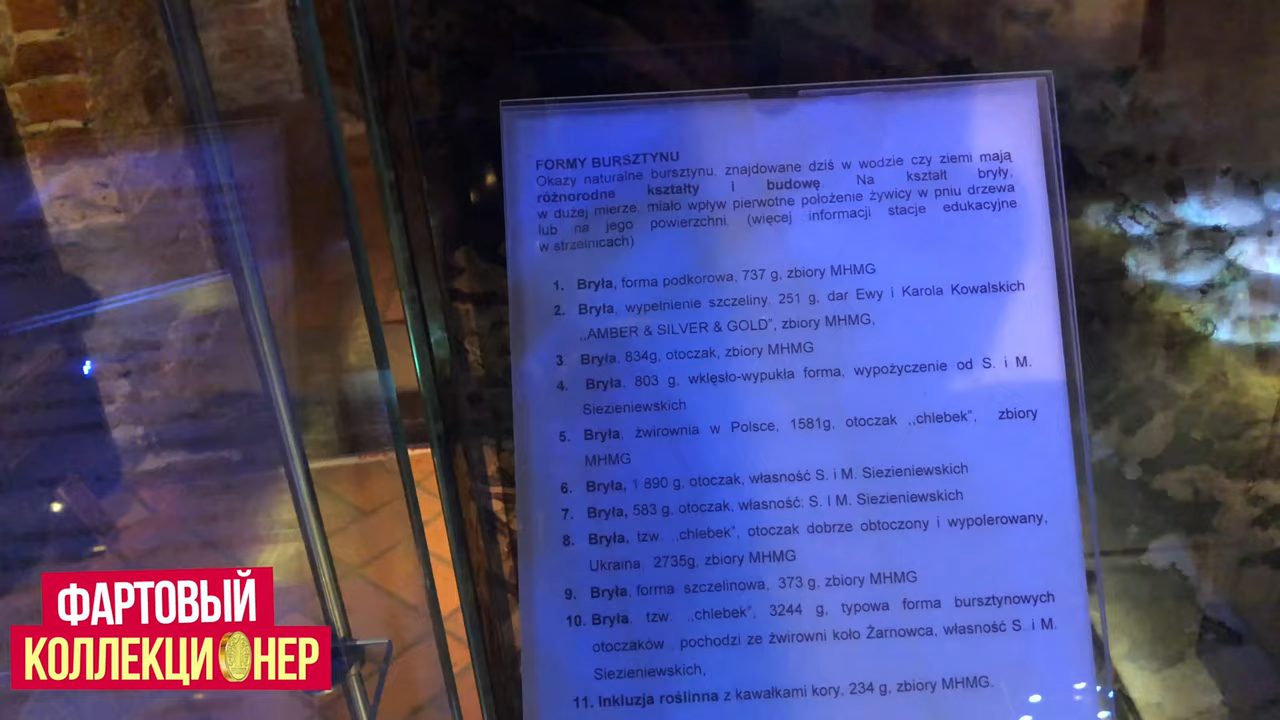 FORMY BURSZTYNU
Okazy naturalne bursztynu, znajdowane dziś w wodzie czy ziemi mają
różnorodne kształty i budowę. Na kształt bryły,
w dużej mierze, miało wpływ pierwotne położenie żywicy w pniu drzewa
lub na jego powierzchni. (więcej informacji stacje edukacyjne
w strzelnicach)
1. Bryła, forma podkorowa, 737 g, zbiory MHMG
2. Bryła, wypełnienie szczeliny, 251 g, dar Ewy i Karola Kowalskich
,,AMBER & SILVER & GOLD", zbiory MHMG,
3. Bryła, 834g, otoczak, zbiory MHMG
4. Bryła, 803 g, wklęsło-wypukła forma, wypożyczenie od S. i M.
Siezieniewskich
5. Bryła, żwirownia w Polsce, 1581g, otoczak ,,chlebek", zbiory
MHMG
6. Bryła, 1 890 g, otoczak, własność S. i M. Siezieniewskich
7. Bryła, 583 g, otoczak, własność: S. I M. Siezieniewskich
8. Bryła, tzw. ,,chlebek", otoczak dobrze obtoczony i wypolerowany,
Ukraina, 2735g, zbiory MHMG
9. Bryła, forma szczelinowa, 373 g, zbiory MHMG
10. Bryła, tzw. ,,chlebek", 3244 g, typowa forma bursztynowych
otoczaków, pochodzi ze żwirowni koło Żarnowca, własność S. i M.
Siezieniewskich,
11. Inkluzja roślinna z kawałkami kory, 234 g, zbiory MHMG.
ФАРТОВЫЙ
КОЛЛЕКЦИОНЕР